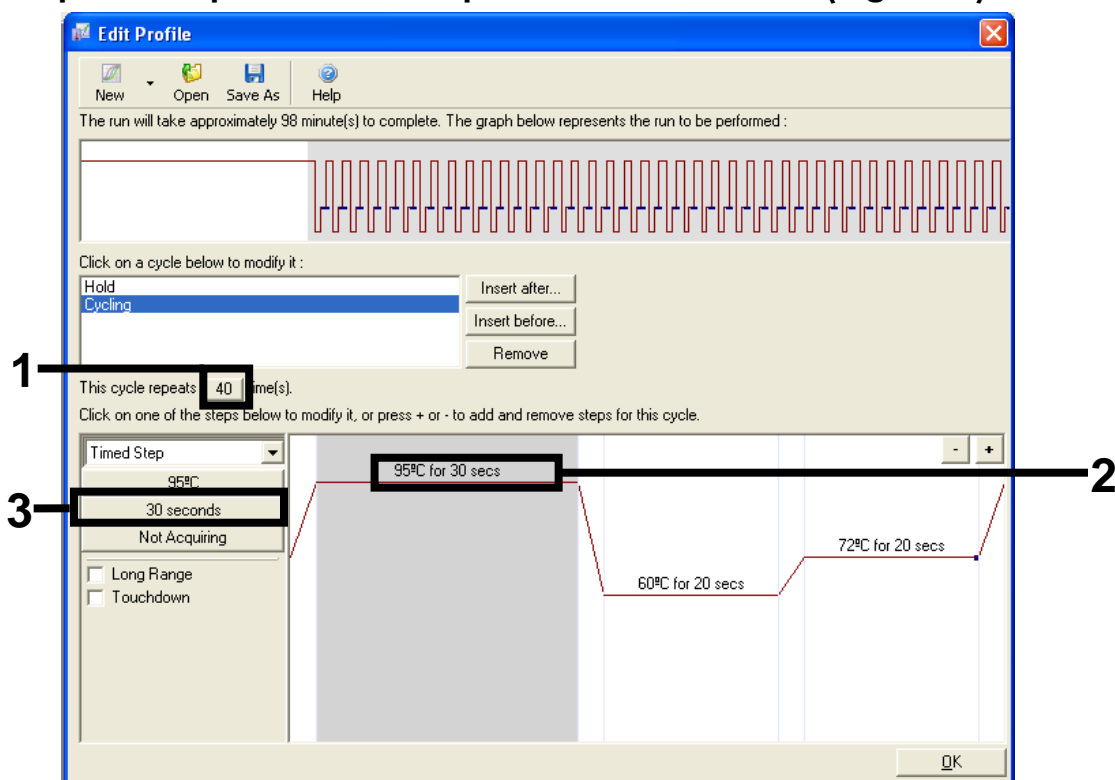 Edit Profile
New Open Save As Help
The run will take approximately 98 minute(s) to complete. The graph below represents the run to be performed :
Click on a cycle below to modify it :
Hold
Cycling
Insert after...
Insert before...
Remove
1
This cycle repeats 40 ime(s).
Click on one of the steps below to modify it, or press + or - to add and remove steps for this cycle.
Timed Step
- +
95ºC
95ºC for 30 secs
2
3
30 seconds
Not Acquiring
72ºC for 20 secs
Long Range
60ºC for 20 secs
Touchdown
OK